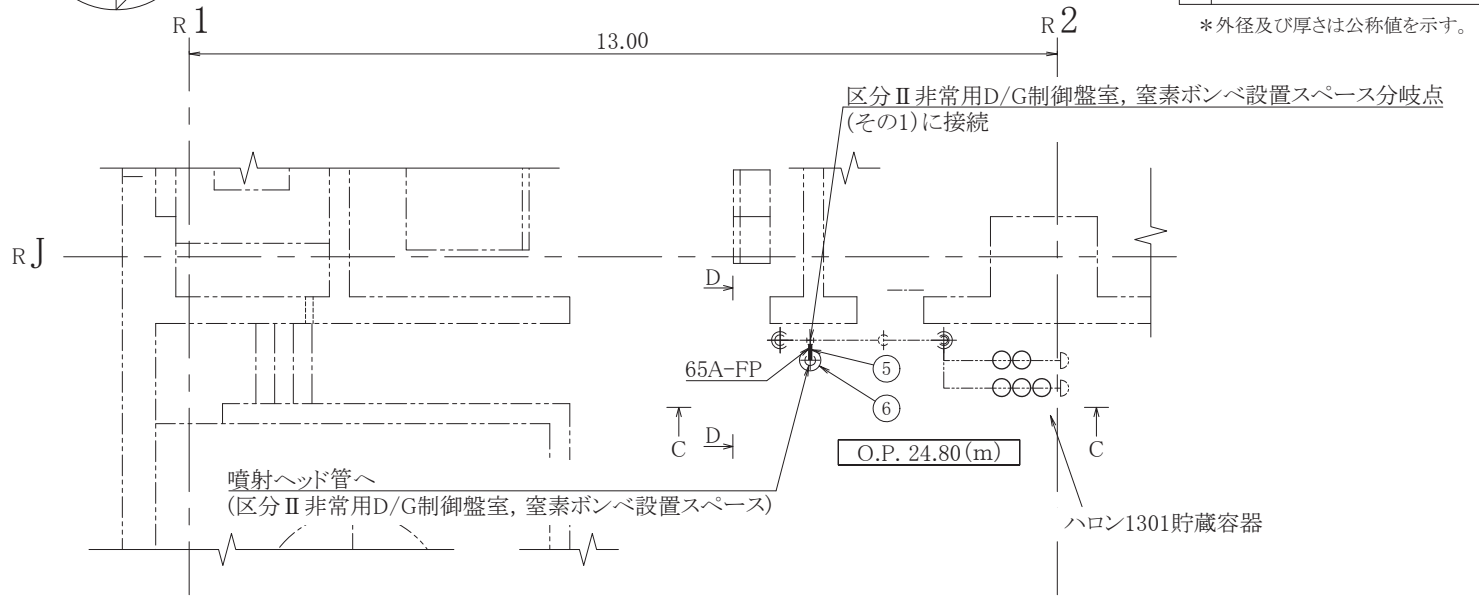 R1
R2
*外径及び厚さは公称値を示す。
13.00
区分Ⅱ非常用D/G制御盤室, 窒素ボンベ設置スペース分岐点
(その1)に接続
RJ
D
65A-FP
5
6
C
D
C
O.P. 24.80(m)
噴射ヘッド管へ
(区分Ⅱ非常用D/G制御盤室, 窒素ボンベ設置スペース)
ハロン1301貯蔵容器